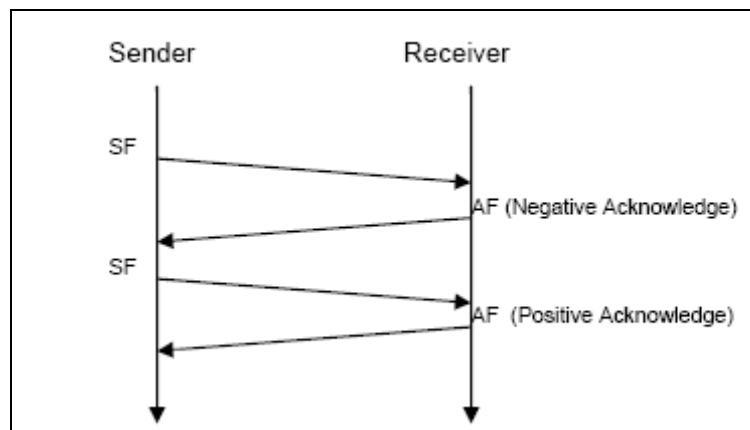 Sender Receiver
SF
AF (Negative Acknowledge)
SF
AF (Positive Acknowledge)